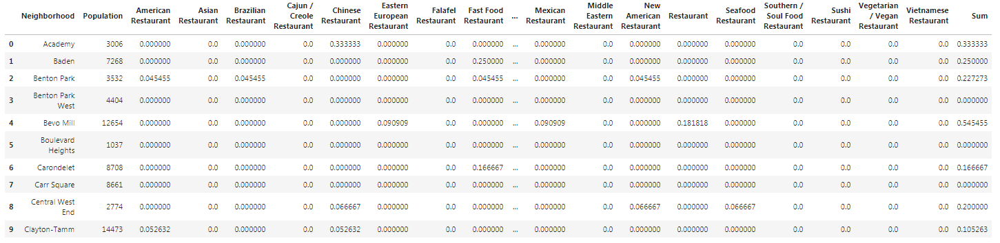 Neighborhood Population American Restaurant Asian Restaurant Brazilian Restaurant Cajun / Creole Restaurant Chinese Restaurant Eastern European Restaurant Falafel Restaurant Fast Food Restaurant ... Mexican Restaurant Middle Eastern Restaurant New American Restaurant Restaurant Seafood Restaurant Southern / Soul Food Restaurant Sushi Restaurant Vegetarian / Vegan Restaurant Vietnamese Restaurant Sum
0 Academy 3006 0.000000 0.0 0.000000 0.0 0.333333 0.000000 0.0 0.000000 ... 0.000000 0.0 0.000000 0.000000 0.000000 0.0 0.0 0.0 0.0 0.333333
1 Baden 7268 0.000000 0.0 0.000000 0.0 0.000000 0.000000 0.0 0.250000 ... 0.000000 0.0 0.000000 0.000000 0.000000 0.0 0.0 0.0 0.0 0.250000
2 Benton Park 3532 0.045455 0.0 0.045455 0.0 0.000000 0.000000 0.0 0.045455 ... 0.000000 0.0 0.045455 0.000000 0.000000 0.0 0.0 0.0 0.0 0.227273
3 Benton Park West 4404 0.000000 0.0 0.000000 0.0 0.000000 0.000000 0.0 0.000000 ... 0.000000 0.0 0.000000 0.000000 0.000000 0.0 0.0 0.0 0.0 0.000000
4 Bevo Mill 12654 0.000000 0.0 0.000000 0.0 0.000000 0.090909 0.0 0.000000 ... 0.090909 0.0 0.000000 0.181818 0.000000 0.0 0.0 0.0 0.0 0.545455
5 Boulevard Heights 1037 0.000000 0.0 0.000000 0.0 0.000000 0.000000 0.0 0.000000 ... 0.000000 0.0 0.000000 0.000000 0.000000 0.0 0.0 0.0 0.0 0.000000
6 Carondelet 8708 0.000000 0.0 0.000000 0.0 0.000000 0.000000 0.0 0.166667 ... 0.000000 0.0 0.000000 0.000000 0.000000 0.0 0.0 0.0 0.0 0.166667
7 Carr Square 8661 0.000000 0.0 0.000000 0.0 0.000000 0.000000 0.0 0.000000 ... 0.000000 0.0 0.000000 0.000000 0.000000 0.0 0.0 0.0 0.0 0.000000
8 Central West End 2774 0.000000 0.0 0.000000 0.0 0.066667 0.000000 0.0 0.000000 ... 0.000000 0.0 0.066667 0.000000 0.066667 0.0 0.0 0.0 0.0 0.200000
9 Clayton-Tamm 14473 0.052632 0.0 0.000000 0.0 0.052632 0.000000 0.0 0.000000 ... 0.000000 0.0 0.000000 0.000000 0.000000 0.0 0.0 0.0 0.0 0.105263